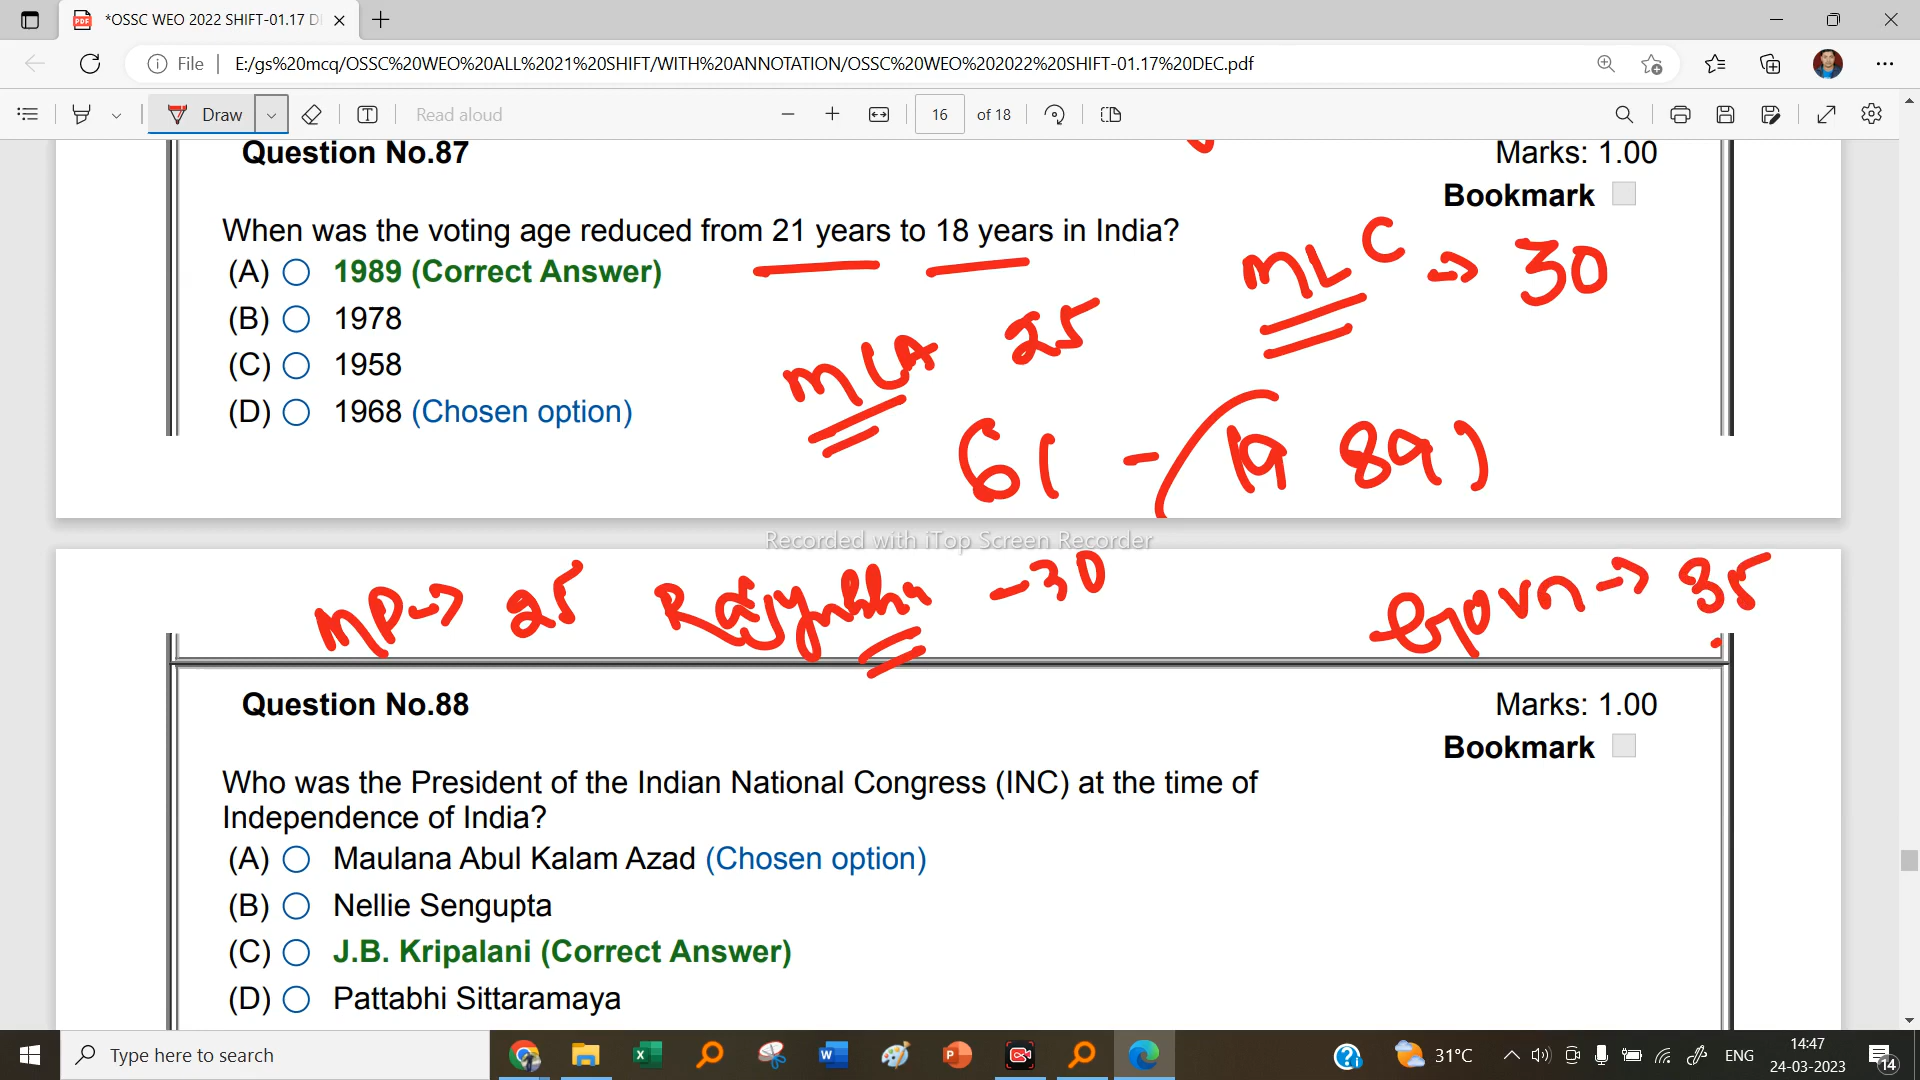 *OSSC WEO 2022 SHIFT-01.17 D
File
E:/gs%20mcq/OSSC%20WEO%20ALL%2021%20SHIFT/WITH%20ANNOTATION/OSSC%20WEO%202022%20SHIFT-01.17%20DEC.pdf
Draw
Read aloud
16 of 18
Question No.87
Marks: 1.00
Bookmark
When was the voting age reduced from 21 years to 18 years in India?
(A) 1989 (Correct Answer)
(B) 1978
(C) 1958
(D) 1968 (Chosen option)
MLC → 30
MLA 25
61 - (1989)
Recorded with iTop Screen Recorder
MP → 25
-30
Govn → 35
Question No.88
Marks: 1.00
Bookmark
Who was the President of the Indian National Congress (INC) at the time of
Independence of India?
(A) Maulana Abul Kalam Azad (Chosen option)
(B) Nellie Sengupta
(C) J.B. Kripalani (Correct Answer)
(D) Pattabhi Sittaramaya
Type here to search
31°C
ENG
14:47
24-03-2023
14